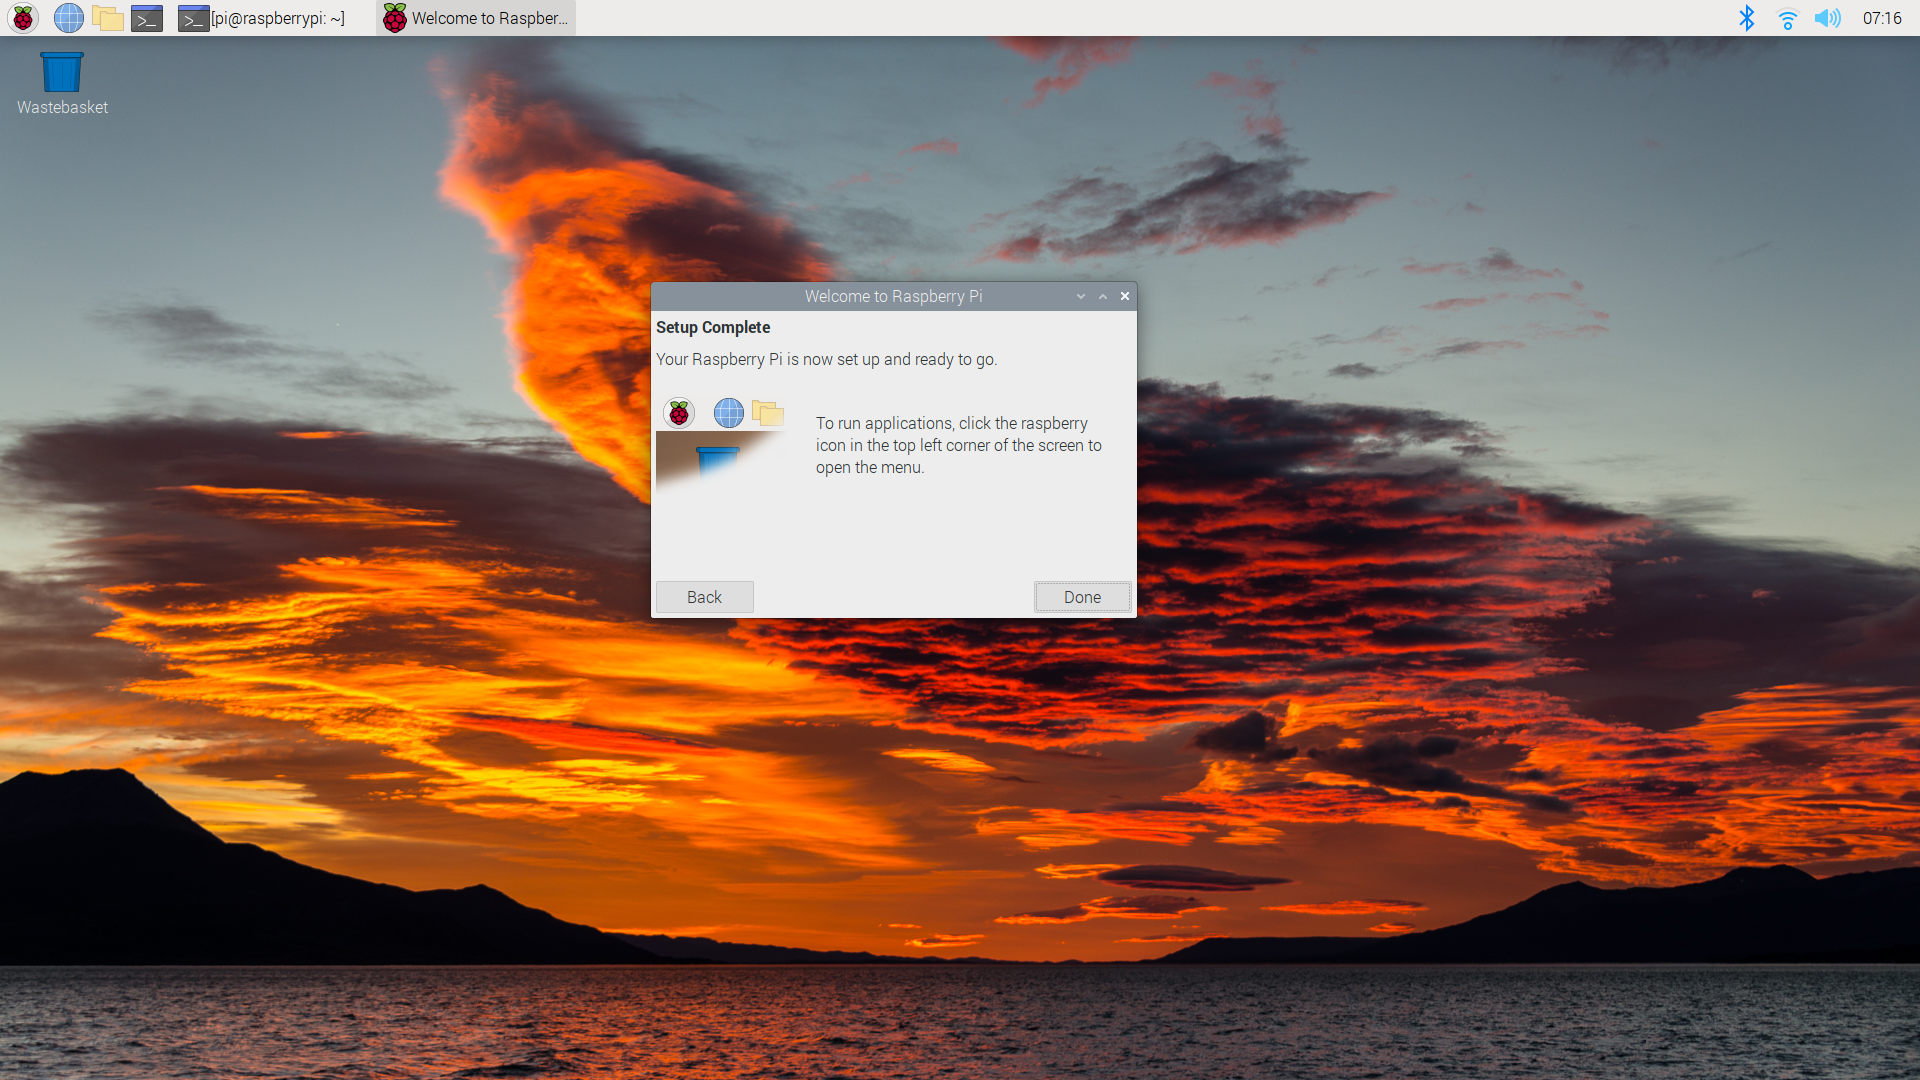 [pi@raspberrypi: ~]
Welcome to Raspber...
07:16
Wastebasket
Welcome to Raspberry Pi
Setup Complete
Your Raspberry Pi is now set up and ready to go.
To run applications, click the raspberry
icon in the top left corner of the screen to
open the menu.
Back
Done